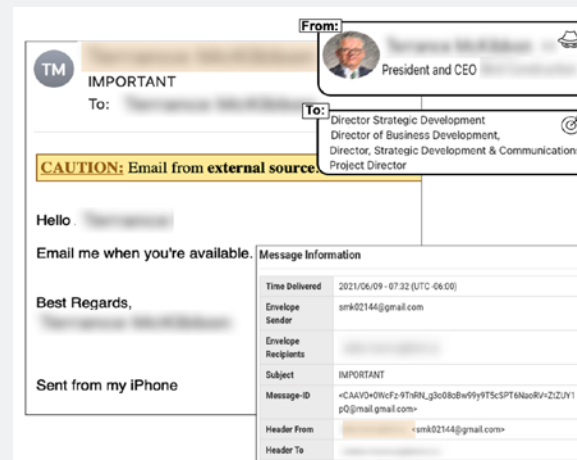 From:
President and CEO
TM
IMPORTANT
To:
To:
Director Strategic Development
Director of Business Development,
Director, Strategic Development & Communication
Project Director
CAUTION: Email from external source.
Hello
Email me when you're available.
Best Regards,
Sent from my iPhone
Message Information
Time Delivered 2021/06/09 - 07:32 (UTC -06:00)
Envelope Sender smk02144@gmail.com
Envelope Recipients
Subject IMPORTANT
Message-ID <CAAVO+0WcFz-9TnRN_g3o08oBw99y9T5cSPT6NaoRV=ZtZUY1
pQ@mail.gmail.com>
Header From <smk02144@gmail.com>
Header To